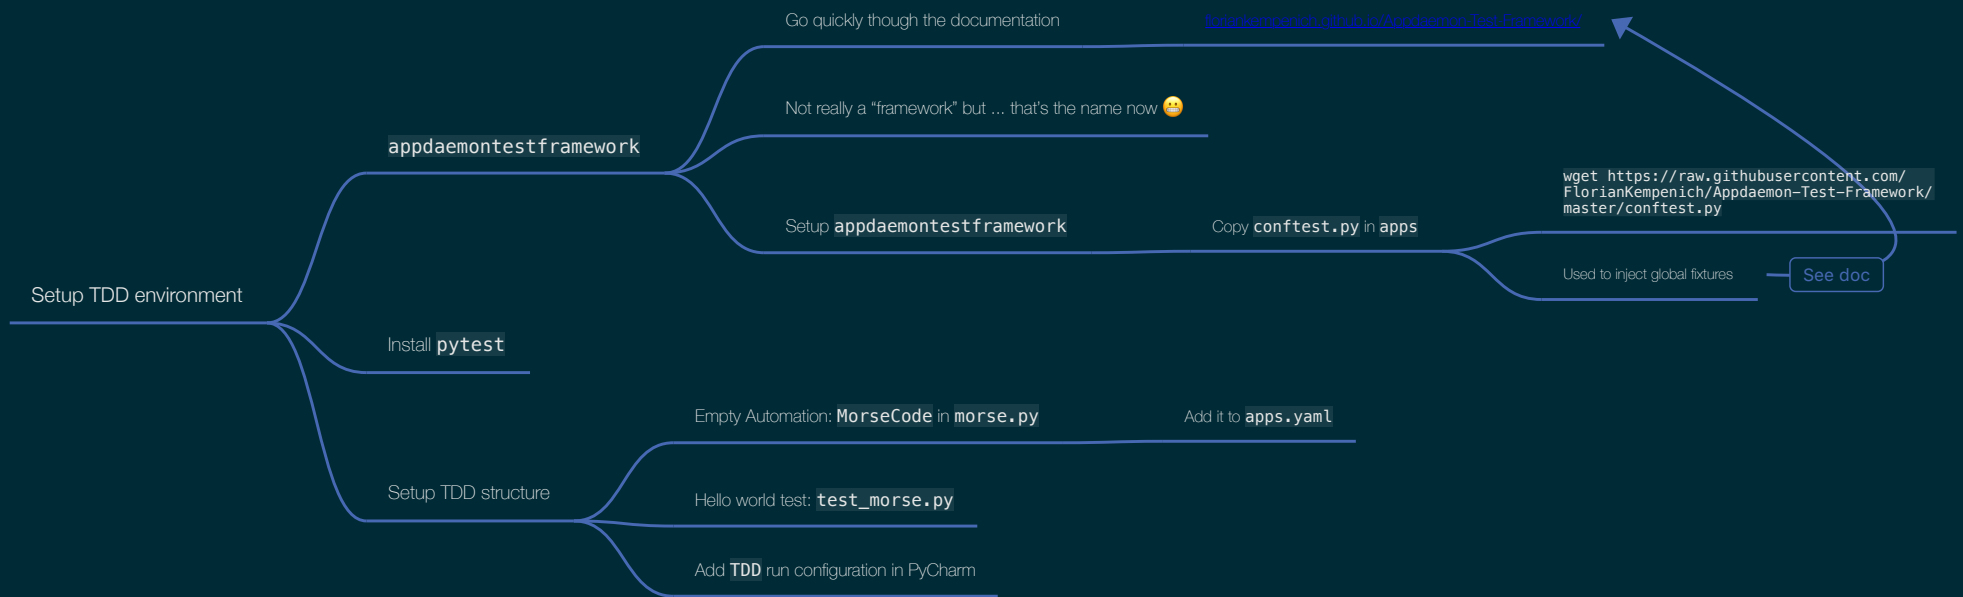 Go quickly though the documentation
Not really a “framework” but ... that's the name now 😬
appdaemontestframework
wget https://raw.githubusercontent.com/
FlorianKempenich/Appdaemon-Test-Framework/
master/conftest.py
Setup appdaemontestframework
Copy conftest.py in apps
Used to inject global fixtures
See doc
Setup TDD environment
Install pytest
Empty Automation: MorseCode in morse.py
Add it to apps.yaml
Setup TDD structure
Hello world test: test_morse.py
Add TDD run configuration in PyCharm